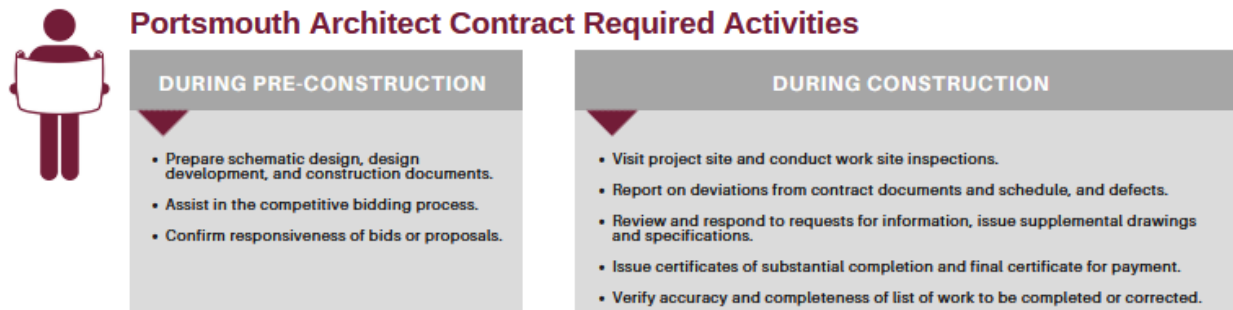 Portsmouth Architect Contract Required Activities
DURING PRE-CONSTRUCTION
• Prepare schematic design, design
development, and construction documents.
• Assist in the competitive bidding process.
• Confirm responsiveness of bids or proposals.
DURING CONSTRUCTION
• Visit project site and conduct work site inspections.
• Report on deviations from contract documents and schedule, and defects.
• Review and respond to requests for information, issue supplemental drawings
and specifications.
• Issue certificates of substantial completion and final certificate for payment.
• Verify accuracy and completeness of list of work to be completed or corrected.